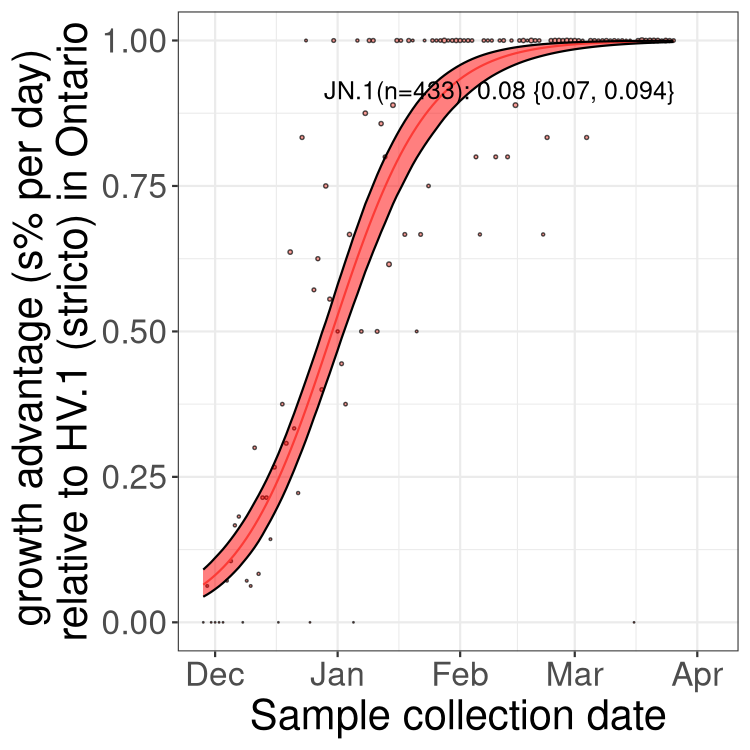 growth advantage (s% per day)
relative to HV.1 (stricto) in Ontario
1.00
0.75
0.50
0.25
0.00
JN.1(n=433): 0.08 {0.07, 0.094}
Dec Jan Feb Mar Apr
Sample collection date